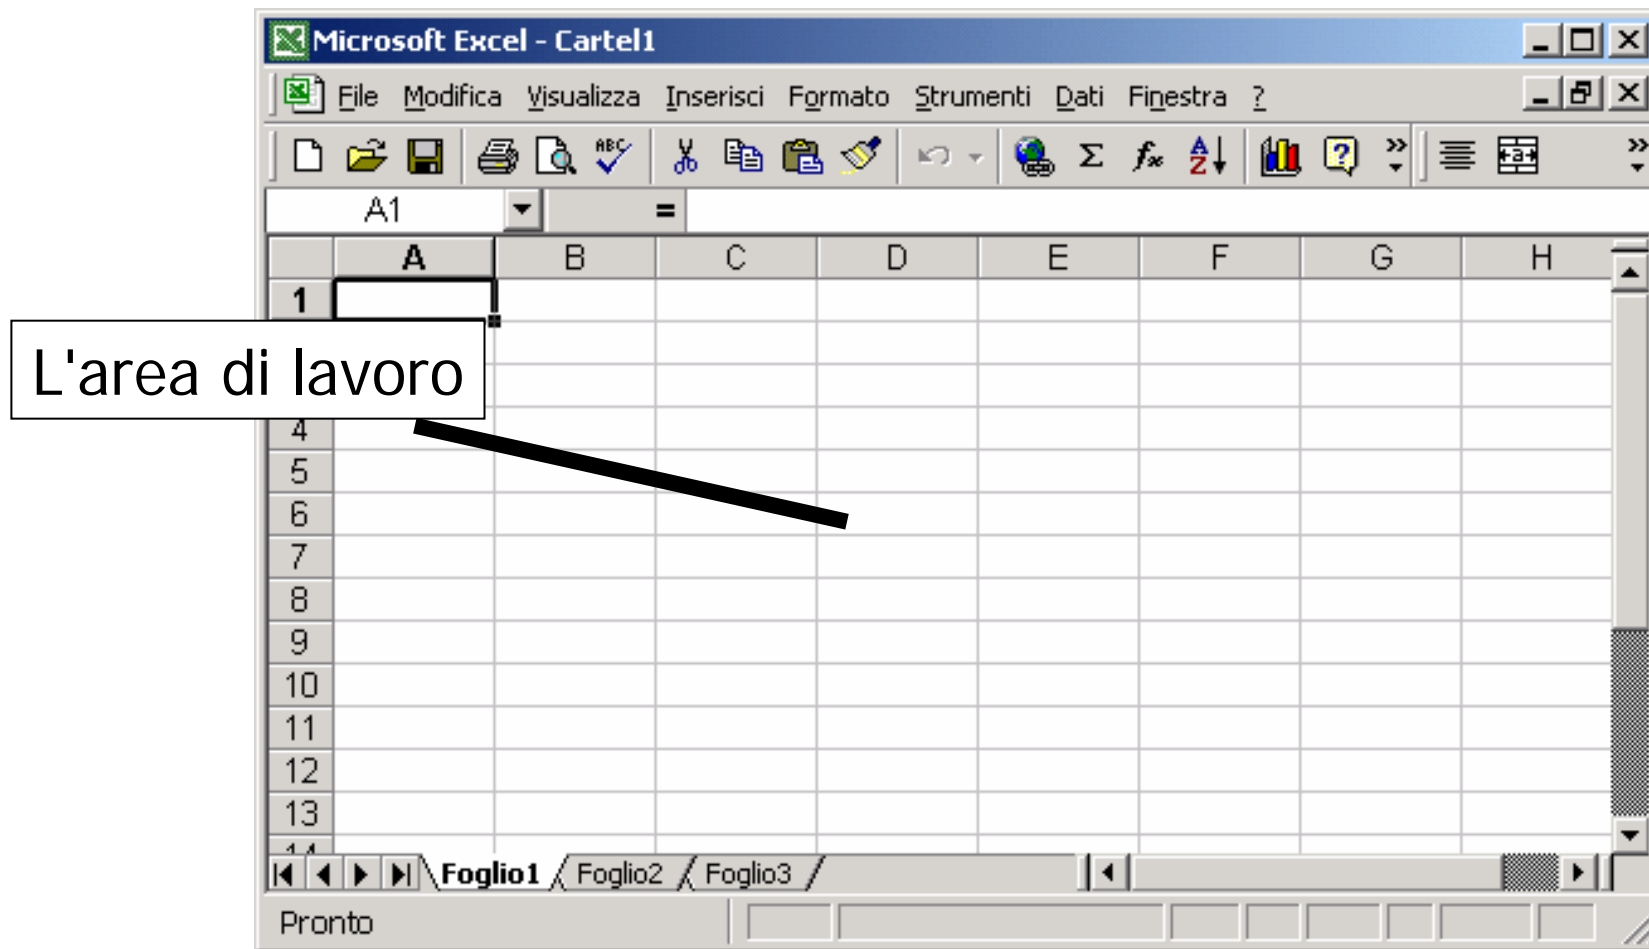 Microsoft Excel - Cartel1
File Modifica Visualizza Inserisci Formato Strumenti Dati Finestra ?
A1 =
A B C D E F G H
1
L'area di lavoro
4
5
6
7
8
9
10
11
12
13
14
Foglio1 Foglio2 Foglio3
Pronto